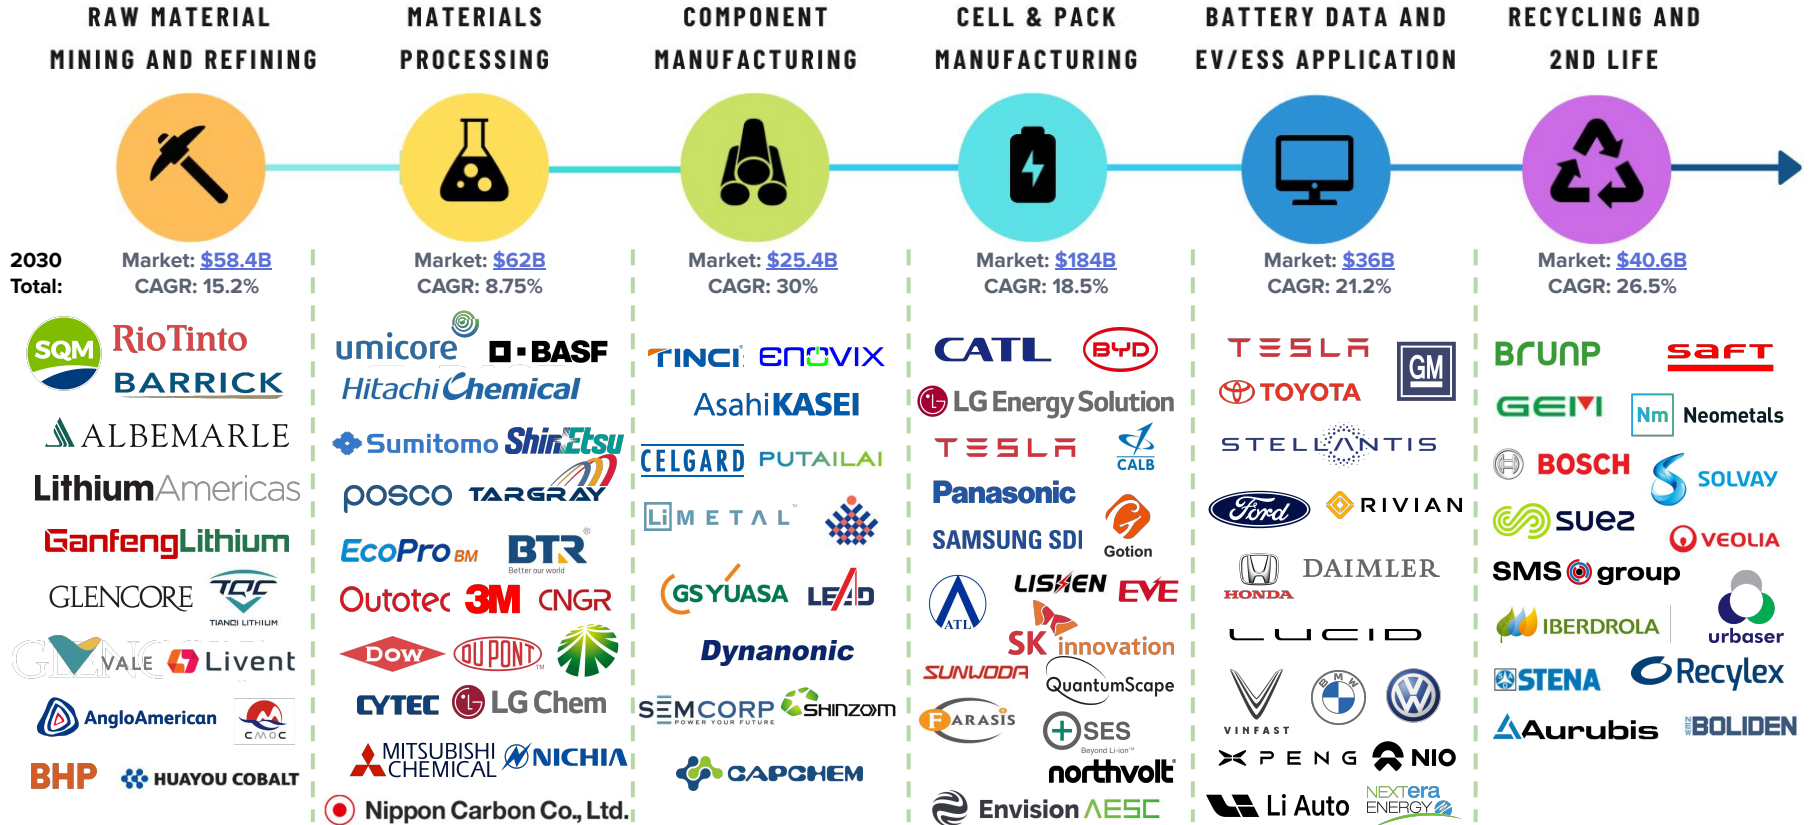 RAW MATERIAL
MINING AND REFINING
MATERIALS
PROCESSING
COMPONENT
MANUFACTURING
CELL & PACK
MANUFACTURING
BATTERY DATA AND
EV/ESS APPLICATION
RECYCLING AND
2ND LIFE
2030
Total:
Market: $58.4B
CAGR: 15.2%
Market: $62B
CAGR: 8.75%
Market: $25.4B
CAGR: 30%
Market: $184B
CAGR: 18.5%
Market: $36B
CAGR: 21.2%
Market: $40.6B
CAGR: 26.5%
SQM
RioTinto
BARRICK
ALBEMARLE
LithiumAmericas
GanfengLithium
GLENCORE
TQC
TIANQI LITHIUM
VALE
Livent
AngloAmerican
CMOC
BHP
HUAYOU COBALT
umicore
BASF
Hitachi Chemical
Sumitomo
ShinEtsu
posco
TARGRAY
EcoPro BM
BTR®
Better our world
Outotec
3M
CNGR
DOW
DUPONT™
CYTEC
LG Chem
MITSUBISHI
CHEMICAL
NICHIA
Nippon Carbon Co., Ltd.
TINCI
ENOVIX
AsahiKASEI
CELGARD
PUTAILAI
Li METAL™
GS YUASA
LEAD
Dynanonic
SEMCORP
POWER YOUR FUTURE
SHINZOOM
CAPCHEM
CATL
BYD
LG Energy Solution
TESLA
CALB
Panasonic
SAMSUNG SDI
Gotion
ATL
LISHEN
EVE
SK innovation
SUNWODA
QuantumScape
FARASIS
SES
Beyond Li-ion™
northvolt
Envision AESC
TESLA
GM
TOYOTA
STELLANTIS
Ford
RIVIAN
HONDA
DAIMLER
LUCID
VINFAST
BMW
XPENG
NIO
Li Auto
NEXTera
ENERGY
BRUNP
saft
GEM
Nm
Neometals
BOSCH
SOLVAY
suez
VEOLIA
SMS group
IBERDROLA
urbaser
STENA
Recylex
Aurubis
NEW BOLIDEN